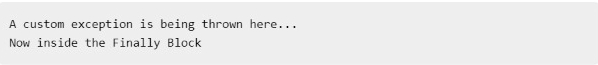 A custom exception is being thrown here...
Now inside the Finally Block